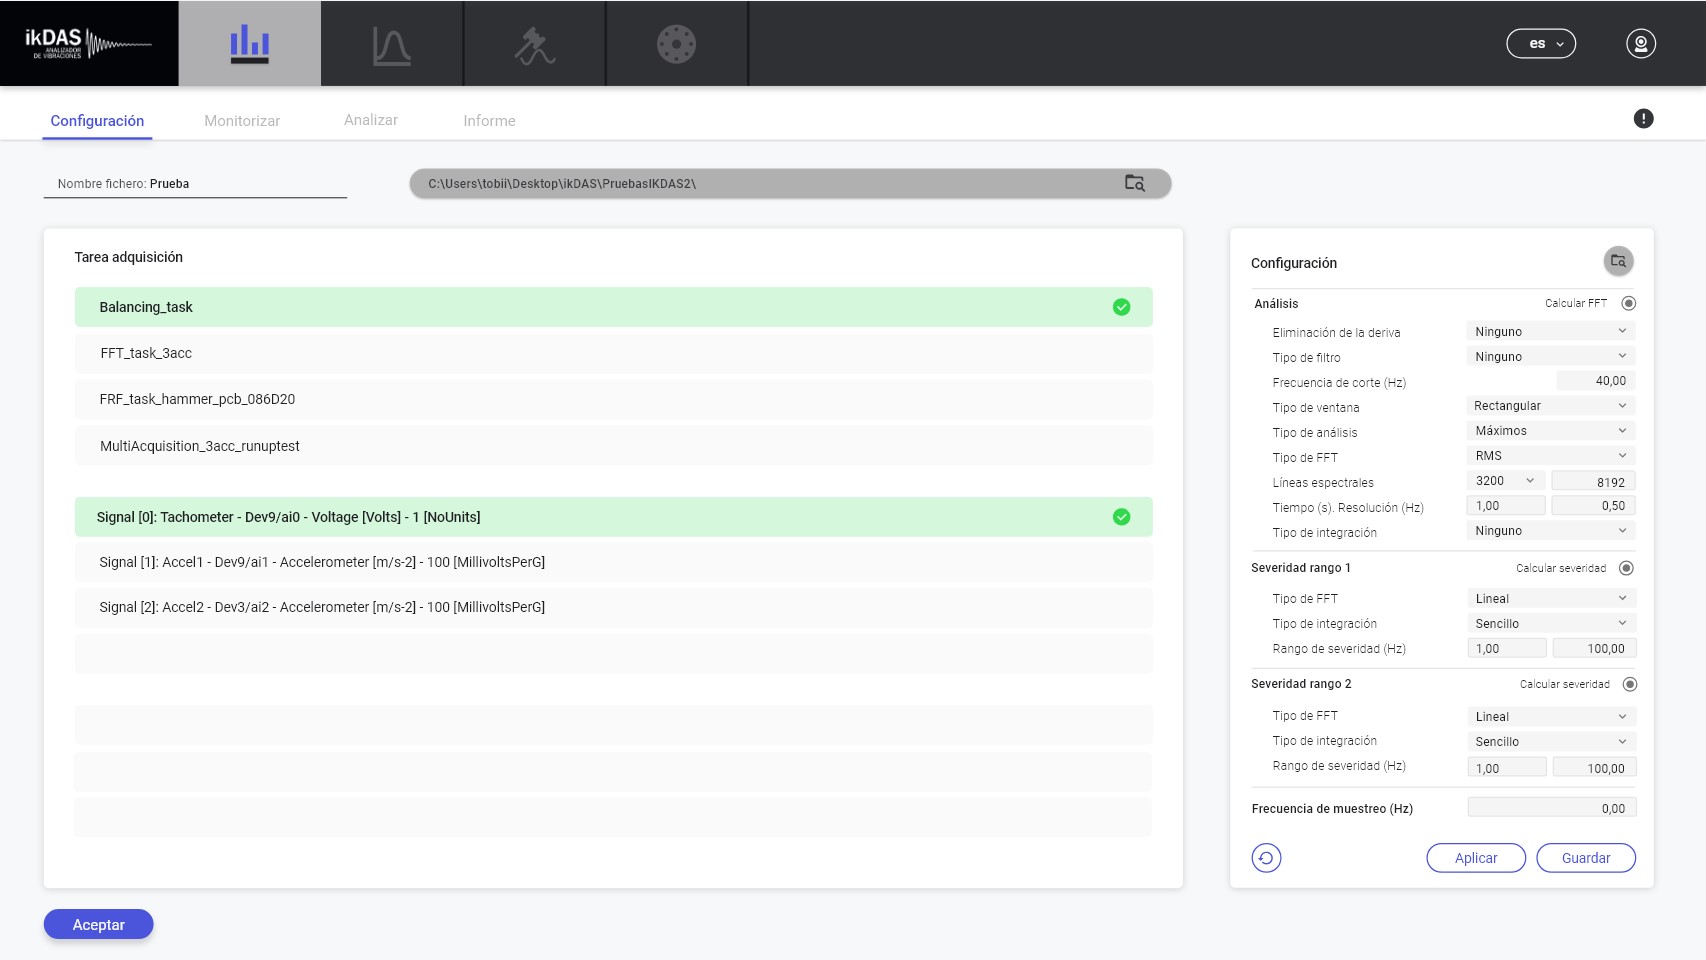 ikDAS
ANALIZADOR
DE VIBRACIONES
es
Configuración
Monitorizar
Analizar
Informe
Nombre fichero: Prueba
C:\Users\tobii\Desktop\ikDAS\PruebasIKDAS2\
Tarea adquisición
Balancing_task
FFT_task_3acc
FRF_task_hammer_pcb_086D20
MultiAcquisition_3acc_runuptest
Signal [0]: Tachometer - Dev9/ai0 - Voltage [Volts] - 1 [NoUnits]
Signal [1]: Accel1 - Dev9/ai1 - Accelerometer [m/s-2] - 100 [MillivoltsPerG]
Signal [2]: Accel2 - Dev3/ai2 - Accelerometer [m/s-2] - 100 [MillivoltsPerG]
Configuración
Análisis Calcular FFT
Eliminación de la deriva Ninguno
Tipo de filtro Ninguno
Frecuencia de corte (Hz) 40,00
Tipo de ventana Rectangular
Tipo de análisis Máximos
Tipo de FFT RMS
Líneas espectrales 3200 8192
Tiempo (s). Resolución (Hz) 1,00 0,50
Tipo de integración Ninguno
Severidad rango 1 Calcular severidad
Tipo de FFT Lineal
Tipo de integración Sencillo
Rango de severidad (Hz) 1,00 100,00
Severidad rango 2 Calcular severidad
Tipo de FFT Lineal
Tipo de integración Sencillo
Rango de severidad (Hz) 1,00 100,00
Frecuencia de muestreo (Hz) 0,00
Aplicar Guardar
Aceptar